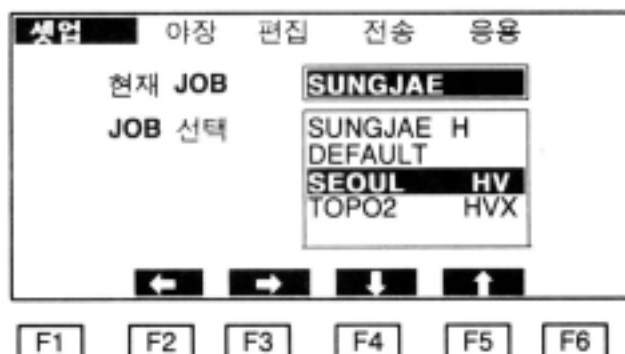 셋업 야장 편집 전송 응용
현재 JOB SUNGJAE
JOB 선택 SUNGJAE H
DEFAULT
SEOUL HV
TOPO2 HVX
F1 F2 F3 F4 F5 F6